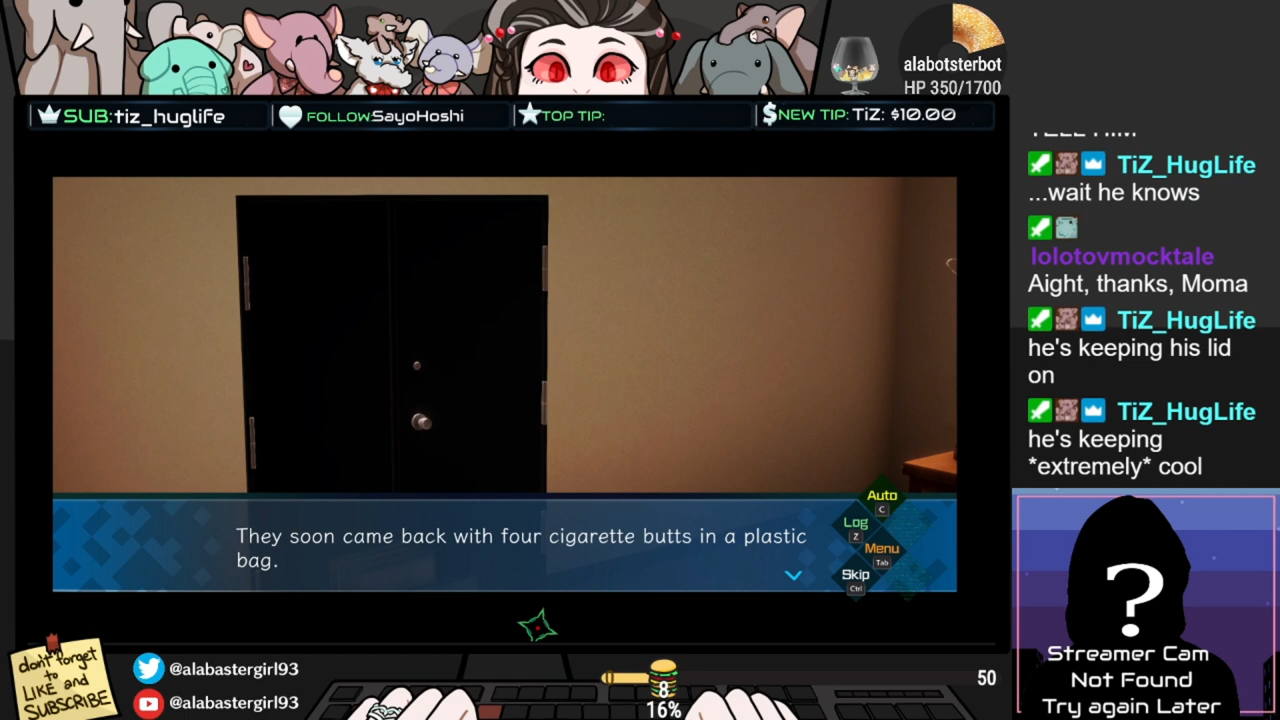 alabotsterbot
HP 350/1700
SUB:tiz_huglife
FOLLOW:SayoHoshi
TOP TIP:
NEW TIP: TiZ: $10.00
TiZ_HugLife
...wait he knows
lolotovmocktale
Aight, thanks, Moma
TiZ_HugLife
he's keeping his lid
on
TiZ_HugLife
he's keeping
*extremely* cool
They soon came back with four cigarette butts in a plastic
bag.
Auto
C
Log
Z
Menu
Tab
Skip
Ctrl
don't forget
to
LIKE and
SUBSCRIBE
@alabastergirl93
@alabastergirl93
8
16%
50
?
Streamer Cam
Not Found
Try again Later